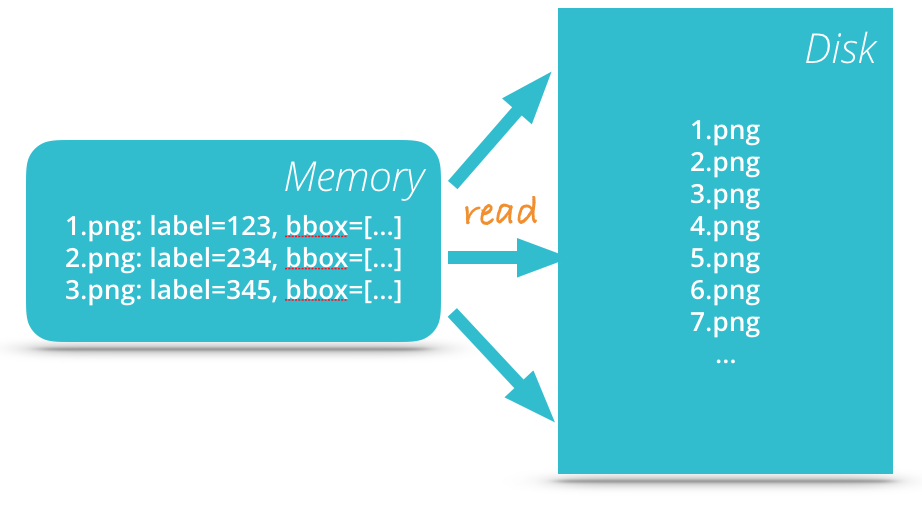 Memory
1.png: label=123, bbox=[...]
2.png: label=234, bbox=[...]
3.png: label=345, bbox=[...]
read
Disk
1.png
2.png
3.png
4.png
5.png
6.png
7.png
...